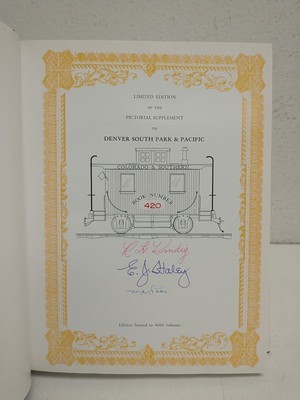 LIMITED EDITION
OF THE
PICTORIAL SUPPLEMENT
TO
DENVER SOUTH PARK & PACIFIC
COLORADO & SOUTHERN
BOOK NUMBER
420
E. J. Haley
Edition limited to 4000 volumes